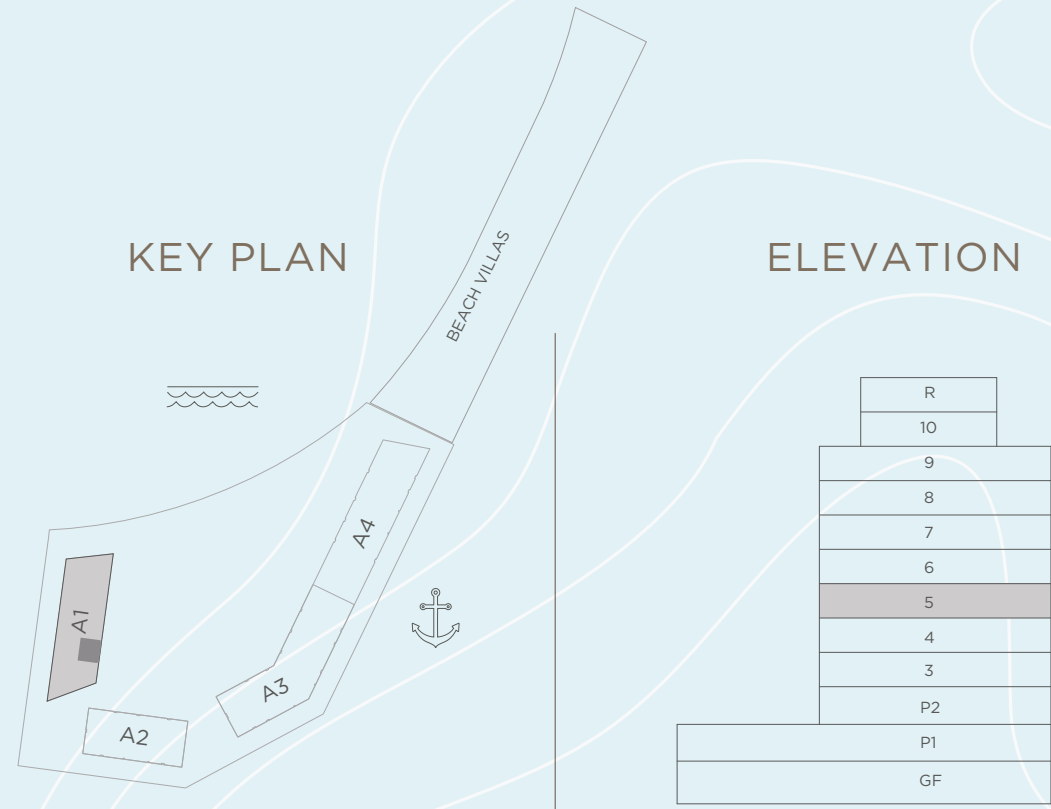 KEY PLAN
BEACH VILLAS
A4
A1
A3
A2
ELEVATION
R
10
9
8
7
6
5
4
3
P2
P1
GF